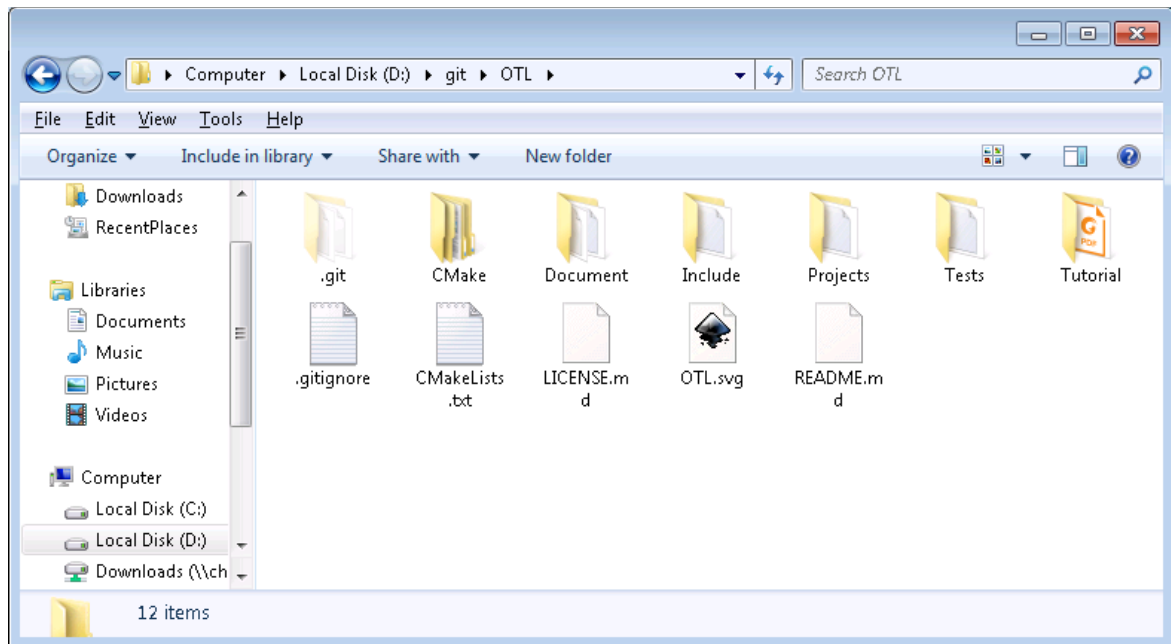 Computer ▸ Local Disk (D:) ▸ git ▸ OTL ▸
Search OTL
File Edit View Tools Help
Organize Include in library Share with New folder
Downloads
RecentPlaces
Libraries
Documents
Music
Pictures
Videos
Computer
Local Disk (C:)
Local Disk (D:)
Downloads (\\ch
.git
CMake
Document
Include
Projects
Tests
Tutorial
G
PDF
.gitignore
CMakeLists
.txt
LICENSE.m
d
OTL.svg
README.m
d
12 items